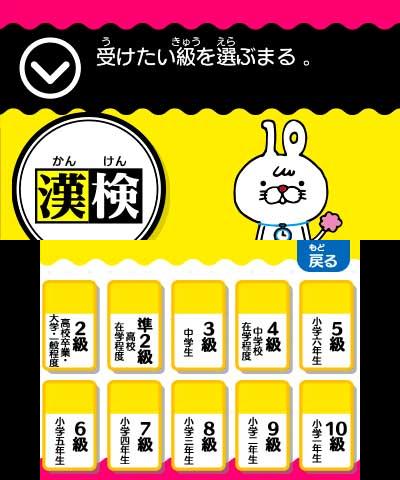 受けたい級を選ぶまる。
漢検
戻る
2級
高校卒業・
大学・一般程度
準2級
高校
在学程度
3級
中学生
4級
中学校
在学程度
5級
小学六年生
6級
小学五年生
7級
小学四年生
8級
小学三年生
9級
小学二年生
10級
小学一年生